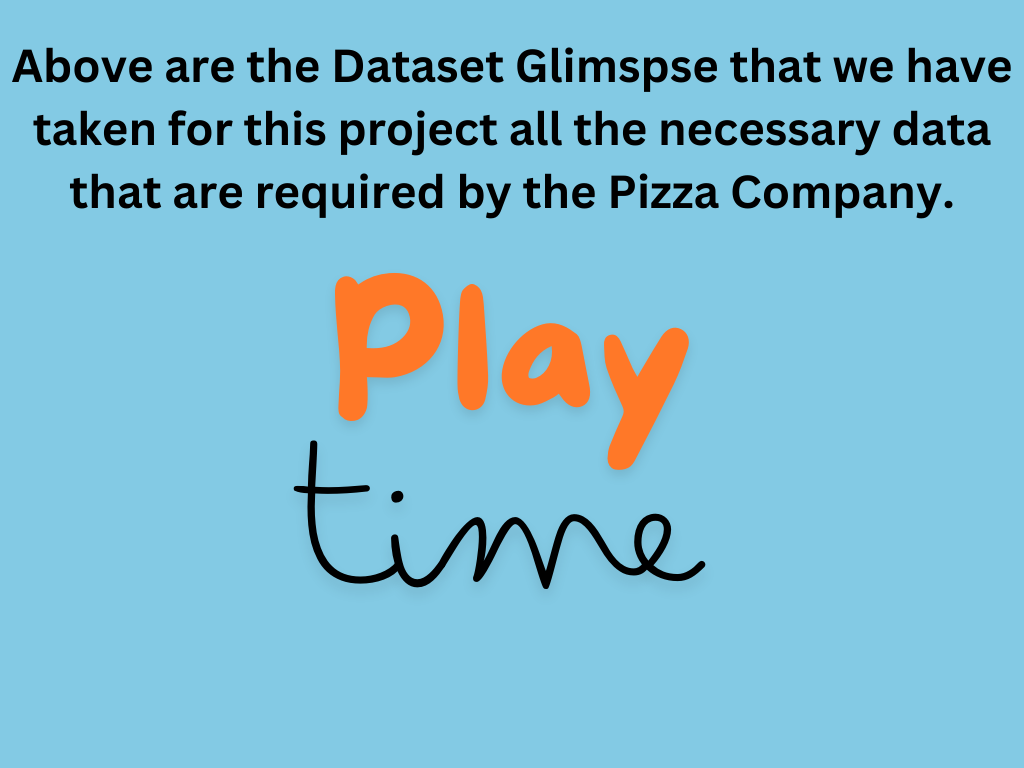 Above are the Dataset Glimspse that we have
taken for this project all the necessary data
that are required by the Pizza Company.
Play
time